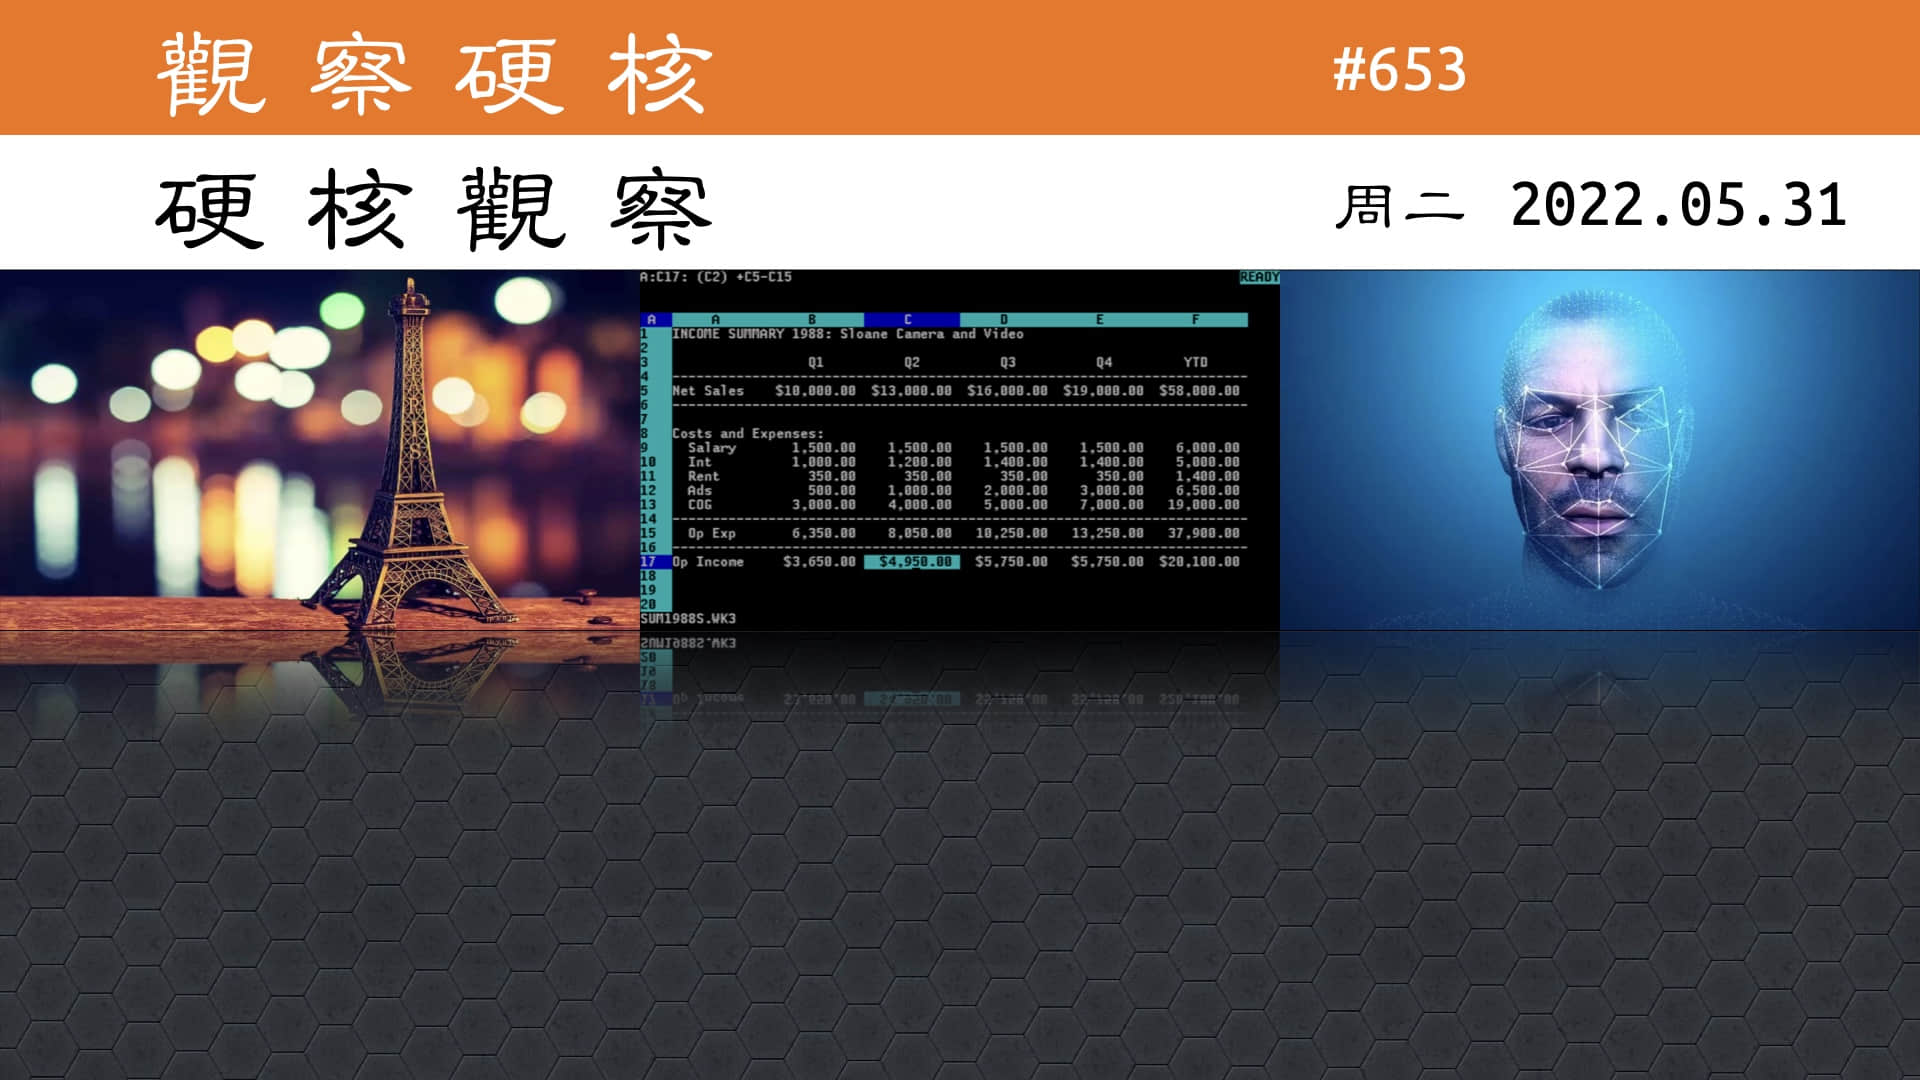 觀察硬核 #653
硬核觀察 周二 2022.05.31
A:C17: (C2) +C5-C15 READY
A A B C D E F
1 INCOME SUMMARY 1988: Sloane Camera and Video
2
3 Q1 Q2 Q3 Q4 YTD
4
5 Net Sales $10,000.00 $13,000.00 $16,000.00 $19,000.00 $58,000.00
6
7
8 Costs and Expenses:
9 Salary 1,500.00 1,500.00 1,500.00 1,500.00 6,000.00
10 Int 1,000.00 1,200.00 1,400.00 1,400.00 5,000.00
11 Rent 350.00 350.00 350.00 350.00 1,400.00
12 Ads 500.00 1,000.00 2,000.00 3,000.00 6,500.00
13 COG 3,000.00 4,000.00 5,000.00 7,000.00 19,000.00
14
15 Op Exp 6,350.00 8,050.00 10,250.00 13,250.00 37,900.00
16
17 Op Income $3,650.00 $4,950.00 $5,750.00 $5,750.00 $20,100.00
18
19
20
SUM1988S.WK3